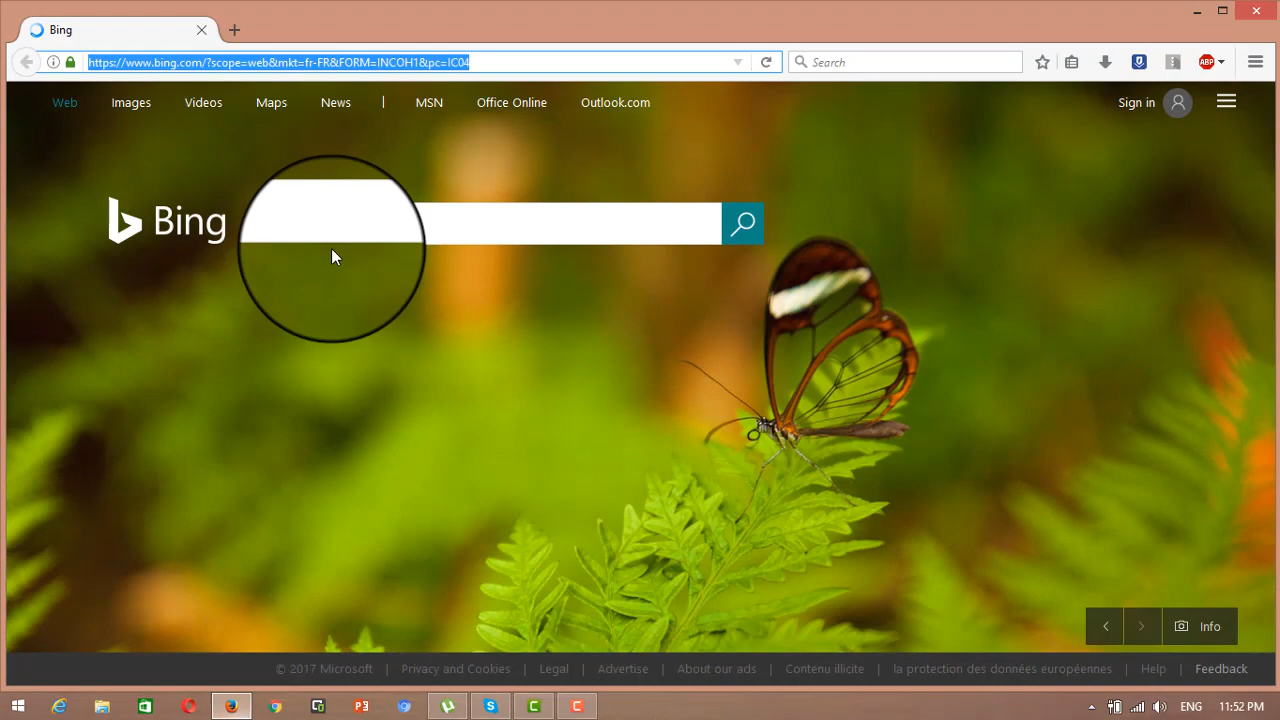 Bing
https://www.bing.com/?scope=web&mkt=fr-FR&FORM=INCOH1&pc=IC04
Search
ABP
Web Images Videos Maps News | MSN Office Online Outlook.com
Sign in
Bing
Info
© 2017 Microsoft | Privacy and Cookies | Legal | Advertise | About our ads | Contenu illicite | la protection des données européennes | Help | Feedback
ENG 11:52 PM